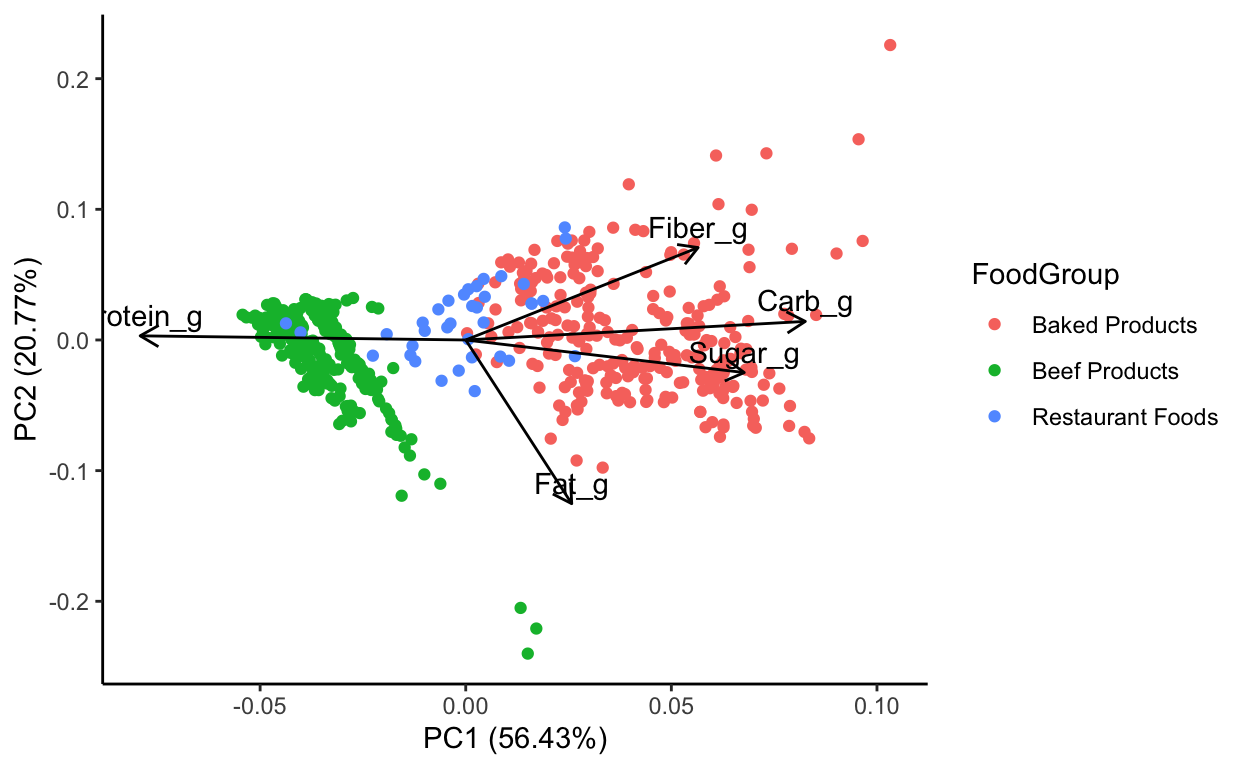 0.2
0.1
0.0
-0.1
-0.2
PC2 (20.77%)
Fiber_g
Carb_g
rotein_g
Sugar_g
Fat_g
-0.05
0.00
0.05
0.10
PC1 (56.43%)
FoodGroup
Baked Products
Beef Products
Restaurant Foods